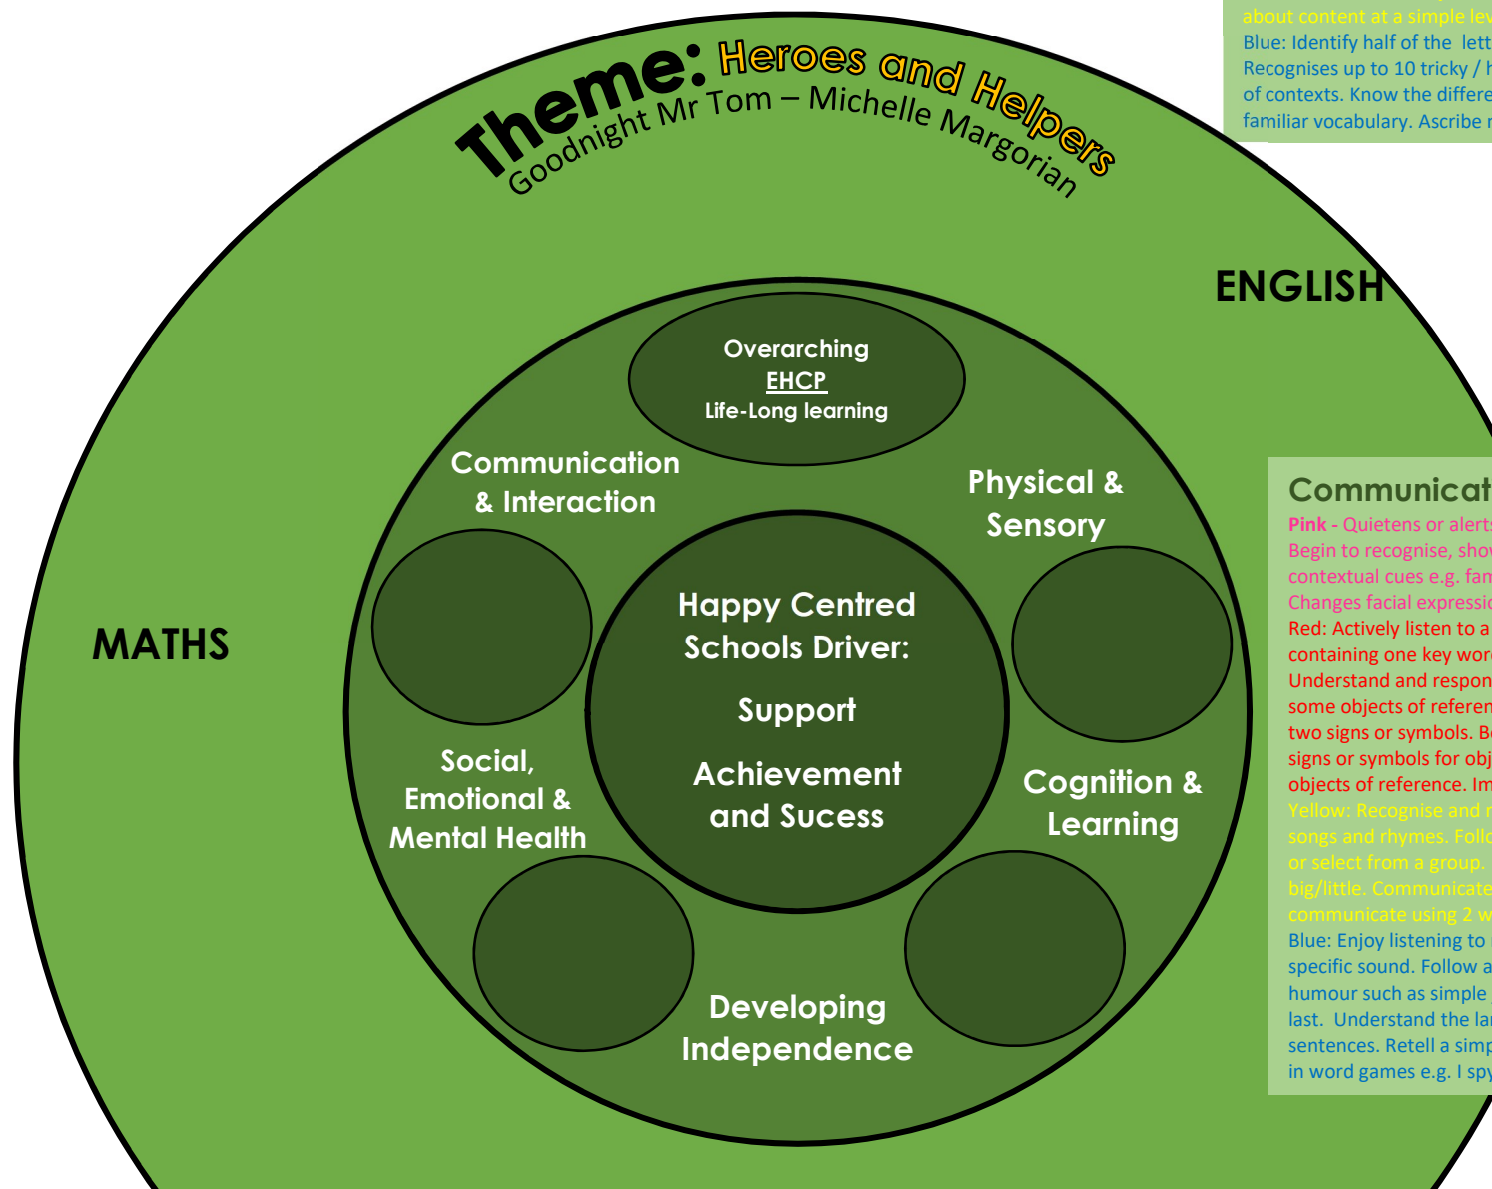 about content at a simple lev
Blue: Identify half of the lett
Recognises up to 10 tricky / h
of contexts. Know the differe
familiar vocabulary. Ascribe
Theme: Heroes and Helpers
Goodnight Mr Tom – Michelle Margorian
ENGLISH
MATHS
Overarching
EHCP
Life-Long learning
Communication
& Interaction
Physical &
Sensory
Happy Centred
Schools Driver:
Support
Achievement
and Sucess
Social,
Emotional &
Mental Health
Cognition &
Learning
Developing
Independence
Communicat
Pink - Quietens or alerts
Begin to recognise, show
contextual cues e.g. fam
Changes facial expressio
Red: Actively listen to a
containing one key word
Understand and respon
some objects of referen
two signs or symbols. Be
signs or symbols for obj
objects of reference. Im
Yellow: Recognise and r
songs and rhymes. Follo
or select from a group.
big/little. Communicate
communicate using 2 w
Blue: Enjoy listening to
specific sound. Follow a
humour such as simple
last. Understand the lan
sentences. Retell a simp
in word games e.g. I spy